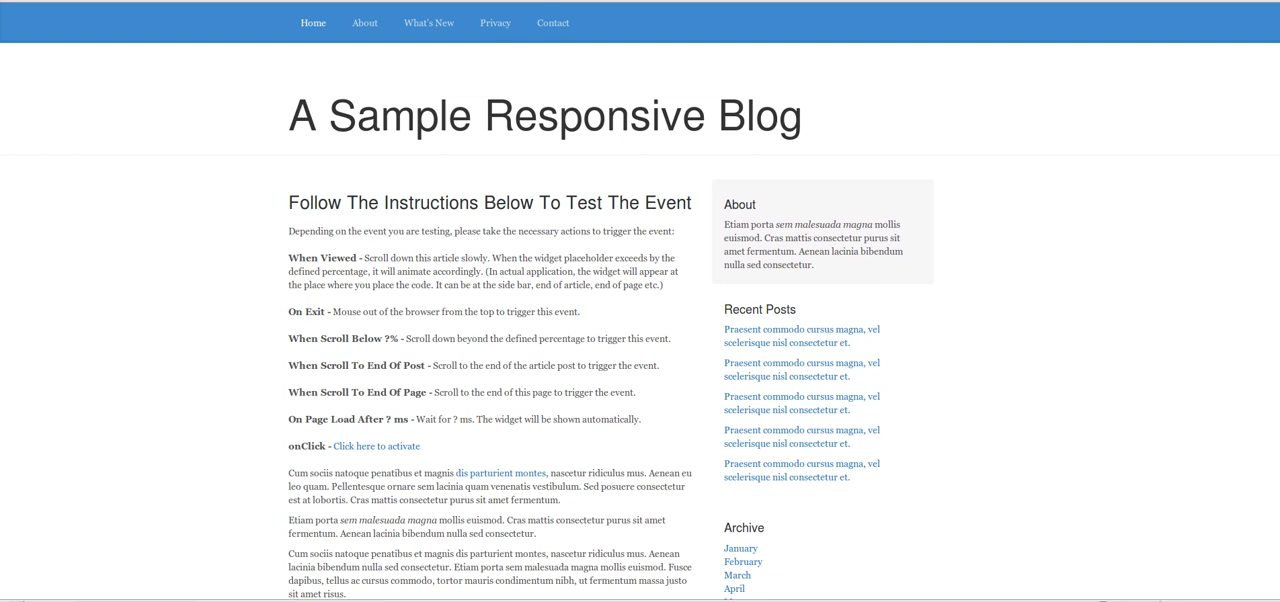 Home About What's New Privacy Contact
A Sample Responsive Blog
Follow The Instructions Below To Test The Event
Depending on the event you are testing, please take the necessary actions to trigger the event:
When Viewed - Scroll down this article slowly. When the widget placeholder exceeds by the
defined percentage, it will animate accordingly. (In actual application, the widget will appear
at the place where you place the code. It can be at the side bar, end of article, end of page etc.)
On Exit - Mouse out of the browser from the top to trigger this event.
When Scroll Below ?% - Scroll down beyond the defined percentage to trigger this event.
When Scroll To End Of Post - Scroll to the end of the article post to trigger the event.
When Scroll To End Of Page - Scroll to the end of this page to trigger the event.
On Page Load After ? ms - Wait for ? ms. The widget will be shown automatically.
onClick - Click here to activate
Cum sociis natoque penatibus et magnis dis parturient montes, nascetur ridiculus mus. Aenean eu
leo quam. Pellentesque ornare sem lacinia quam venenatis vestibulum. Sed posuere consectetur
est at lobortis. Cras mattis consectetur purus sit amet fermentum.
Etiam porta sem malesuada magna mollis euismod. Cras mattis consectetur purus sit amet
fermentum. Aenean lacinia bibendum nulla sed consectetur.
Cum sociis natoque penatibus et magnis dis parturient montes, nascetur ridiculus mus. Aenean
lacinia bibendum nulla sed consectetur. Etiam porta sem malesuada magna mollis euismod. Fusce
dapibus, tellus ac cursus commodo, tortor mauris condimentum nibh, ut fermentum massa justo
sit amet risus.
About
Etiam porta sem malesuada magna mollis
euismod. Cras mattis consectetur purus sit
amet fermentum. Aenean lacinia bibendum
nulla sed consectetur.
Recent Posts
Praesent commodo cursus magna, vel
scelerisque nisl consectetur et.
Praesent commodo cursus magna, vel
scelerisque nisl consectetur et.
Praesent commodo cursus magna, vel
scelerisque nisl consectetur et.
Praesent commodo cursus magna, vel
scelerisque nisl consectetur et.
Praesent commodo cursus magna, vel
scelerisque nisl consectetur et.
Archive
January
February
March
April